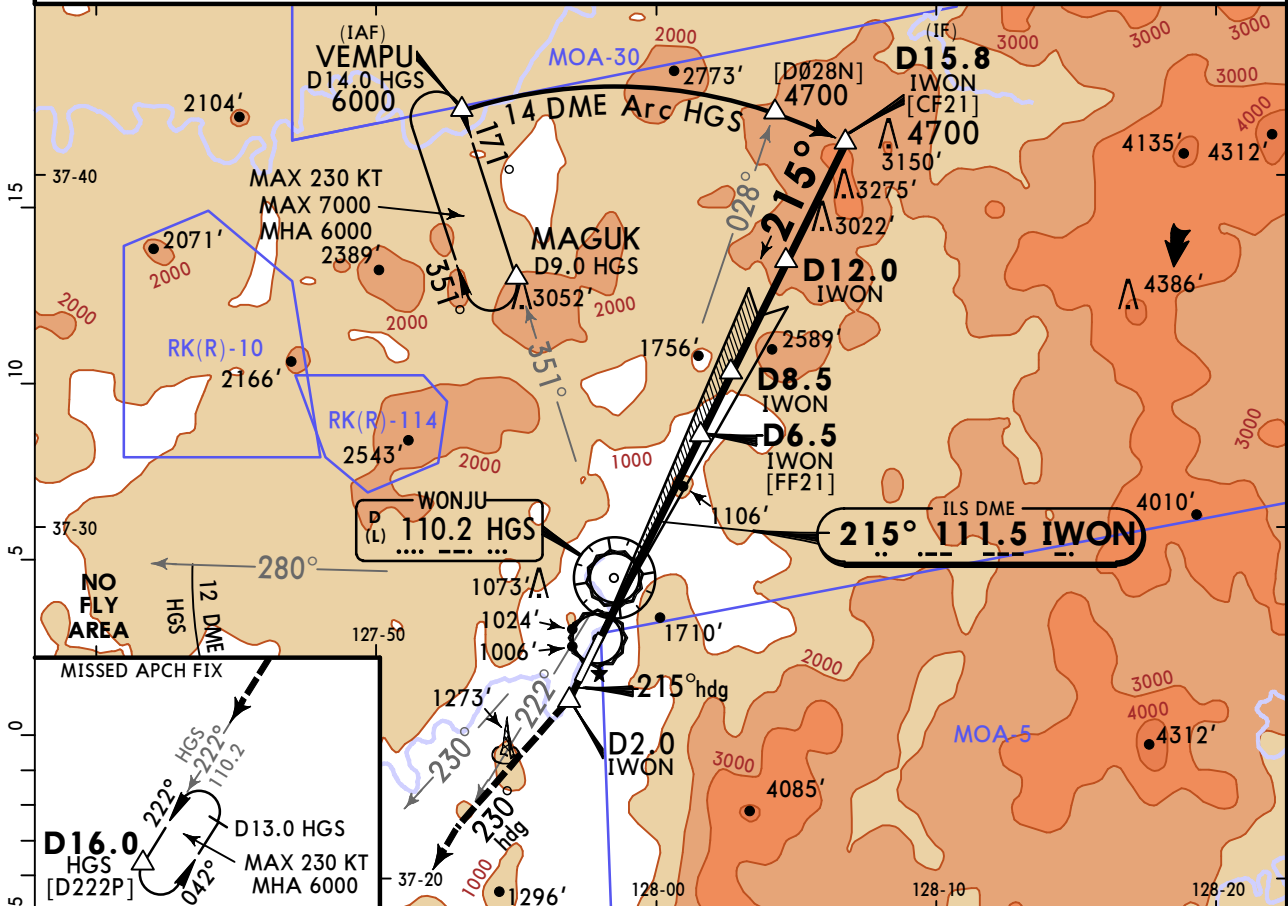 (IAF)
VEMPU
D14.0 HGS
6000
MOA-30
2000
2773'
[DØ28N]
4700
(IF)
D15.8
IWON
[CF21]
4700
3000
3000
3000
3000
4000
2104'
14 DME Arc HGS
171°
215°
028°
3150'
3275'
3022'
4135'
4312'
15
37-40
MAX 230 KT
MAX 7000
MHA 6000
2389'
2071'
2000
2000
351°
MAGUK
D9.0 HGS
3052'
2000
2000
D12.0
IWON
4386'
RK(R)-10
2166'
351°
1756'
2589'
10
D8.5
IWON
RK(R)-114
2543'
2000
1000
D6.5
IWON
[FF21]
3000
WONJU
D
(L)
110.2 HGS
1106'
ILS DME
215° 111.5 IWON
4010'
37-30
5
280°
NO
FLY
AREA
12 DME
HGS
1073'
1024'
1006'
127-50
1710'
2000
MISSED APCH FIX
1273'
222°
215°hdg
230°
D2.0
IWON
0
HGS
222°
110.2
222°
D16.0
HGS
[D222P]
042°
D13.0 HGS
MAX 230 KT
MHA 6000
230°
hdg
MOA-5
3000
4000
4312'
3000
4085'
37-20
1000
1296'
128-00
128-10
128-20
5